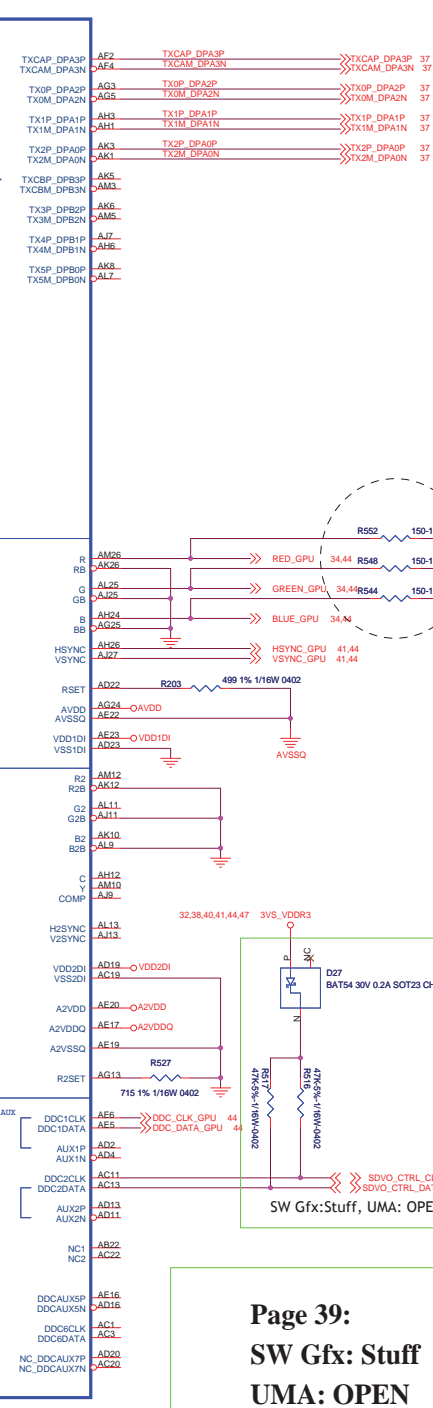 TXCAP_DPA3P AF2 TXCAP_DPA3P TXCAP_DPA3P 37
TXCAM_DPA3N AF4 TXCAM_DPA3N TXCAM_DPA3N 37
TX0P_DPA2P AG3 TX0P_DPA2P TX0P_DPA2P 37
TX0M_DPA2N AG5 TX0M_DPA2N TX0M_DPA2N 37
TX1P_DPA1P AH3 TX1P_DPA1P TX1P_DPA1P 37
TX1M_DPA1N AH1 TX1M_DPA1N TX1M_DPA1N 37
TX2P_DPA0P AK3 TX2P_DPA0P TX2P_DPA0P 37
TX2M_DPA0N AK1 TX2M_DPA0N TX2M_DPA0N 37
TXCBP_DPB3P AK5
TXCBM_DPB3N AM3
TX3P_DPB2P AK6
TX3M_DPB2N AM5
TX4P_DPB1P AJ7
TX4M_DPB1N AH6
TX5P_DPB0P AK8
TX5M_DPB0N AL7
R552 150-1
R AM26 RED_GPU 34,44 R548 150-1
RB AK26
G AL25 GREEN_GPU 34,44 R544 150-1
GB AJ25
B AH24 BLUE_GPU 34,44
BB AG25
HSYNC AH26 HSYNC_GPU 41,44
VSYNC AJ27 VSYNC_GPU 41,44
RSET AD22 R203 499 1% 1/16W 0402
AVDD AG24 AVDD
AVSSQ AE22
VDD1DI AE23 VDD1DI
VSS1DI AD23
AVSSQ
R2 AM12
R2B AK12
G2 AL11
G2B AJ11
B2 AK10
B2B AL9
C AH12
Y AM10
COMP AJ9
32,38,40,41,44,47 3VS_VDDR3
H2SYNC AL13
V2SYNC AJ13
P NC
VDD2DI AD19 VDD2DI
VSS2DI AC19
D27
BAT54 30V 0.2A SOT23 CH
A2VDD AE20 A2VDD
A2VDDQ AE17 A2VDDQ
N
A2VSSQ AE19
R527
R2SET AG13
715 1% 1/16W 0402
R517
47K-5%-1/16W-0402
R516
47K-5%-1/16W-0402
AUX
DDC1CLK AE6 DDC_CLK_GPU 44
DDC1DATA AE5 DDC_DATA_GPU 44
AUX1P AD2
AUX1N AD4
DDC2CLK AC11 SDVO_CTRL_CL
DDC2DATA AC13 SDVO_CTRL_DAT
AUX2P AD13
AUX2N AD11
SW Gfx:Stuff, UMA: OPE
NC1 AB22
NC2 AC22
DDCAUX5P AE16
DDCAUX5N AD16
DDC6CLK AC1
DDC6DATA AC3
NC_DDCAUX7P AD20
NC_DDCAUX7N AC20
Page 39:
SW Gfx: Stuff
UMA: OPEN